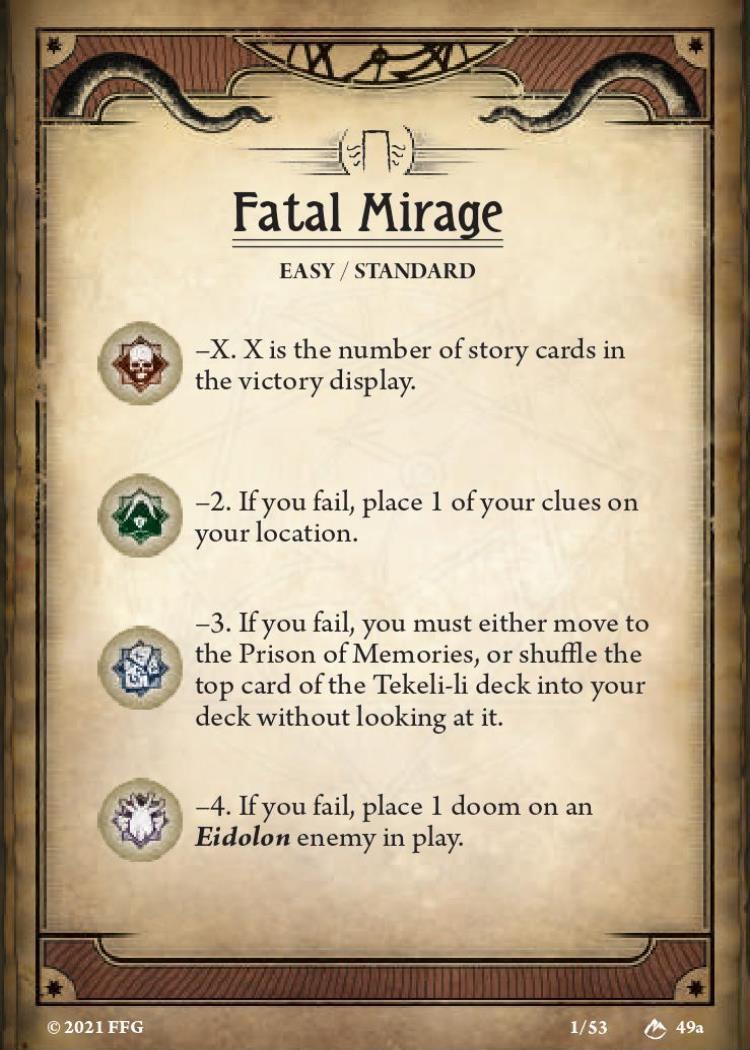 Fatal Mirage
EASY / STANDARD
–X. X is the number of story cards in
the victory display.
–2. If you fail, place 1 of your clues on
your location.
–3. If you fail, you must either move to
the Prison of Memories, or shuffle the
top card of the Tekeli-li deck into your
deck without looking at it.
–4. If you fail, place 1 doom on an
Eidolon enemy in play.
© 2021 FFG
1/53
49a